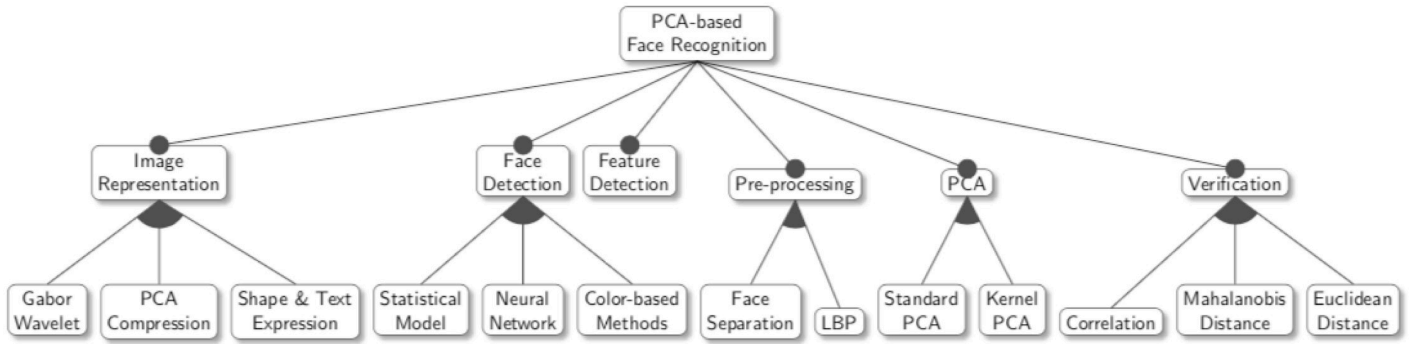 PCA-based
Face Recognition
Image
Representation
Face
Detection
Feature
Detection
Pre-processing
PCA
Verification
Gabor
Wavelet
PCA
Compression
Shape & Text
Expression
Statistical
Model
Neural
Network
Color-based
Methods
Face
Separation
LBP
Standard
PCA
Kernel
PCA
Correlation
Mahalanobis
Distance
Euclidean
Distance